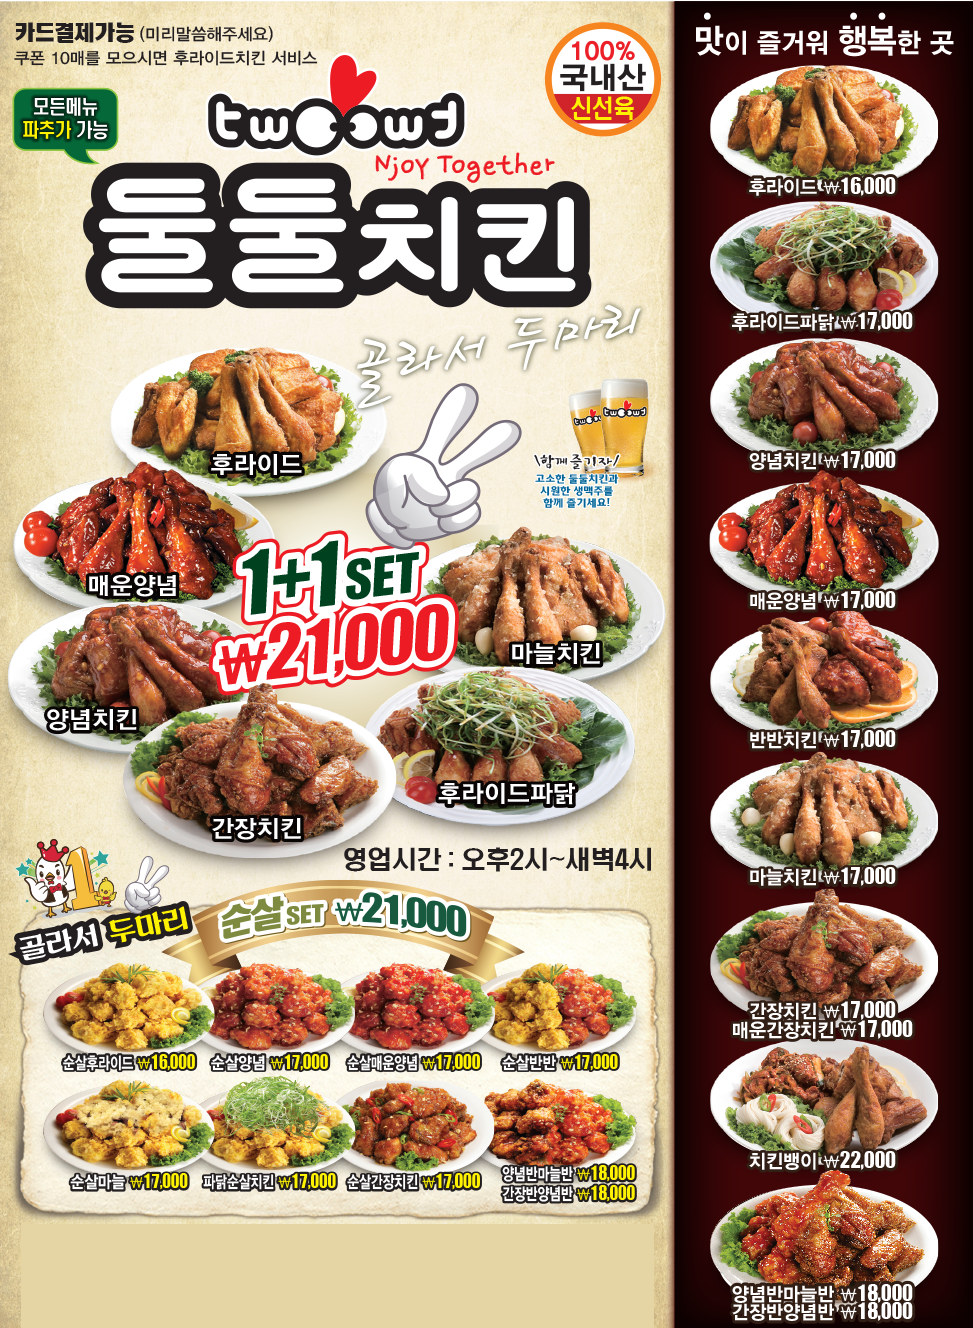 카드결제가능 (미리말씀해주세요)
쿠폰 10매를 모으시면 후라이드치킨 서비스
모든메뉴
파추가 가능
twoowd
Njoy Together
둘둘치킨
100%
국내산
신선육
골라서 두마리
후라이드
매운양념
양념치킨
간장치킨
후라이드파닭
마늘치킨
1+1 SET
₩21,000
twoowd
twoowd
\함께 즐기자/
고소한 둘둘치킨과
시원한 생맥주를
함께 즐기세요!
영업시간 : 오후2시~새벽4시
1
골라서 두마리
순살 SET ₩21,000
순살후라이드 ₩16,000
순살양념 ₩17,000
순살매운양념 ₩17,000
순살반반 ₩17,000
순살마늘 ₩17,000
파닭순살치킨 ₩17,000
순살간장치킨 ₩17,000
양념반마늘반 ₩18,000
간장반양념반 ₩18,000
맛이 즐거워 행복한 곳
후라이드 ₩16,000
후라이드파닭 ₩17,000
양념치킨 ₩17,000
매운양념 ₩17,000
반반치킨 ₩17,000
마늘치킨 ₩17,000
간장치킨 ₩17,000
매운간장치킨 ₩17,000
치킨뱅이 ₩22,000
양념반마늘반 ₩18,000
간장반양념반 ₩18,000